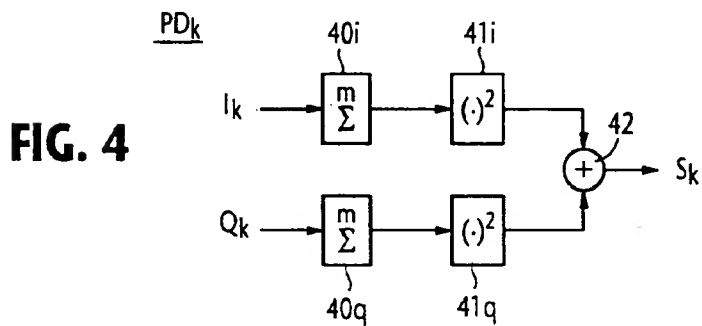 PDk
40i
41i
Ik
m
Σ
(·)²
42
FIG. 4
+
Sk
Qk
m
Σ
(·)²
40q
41q